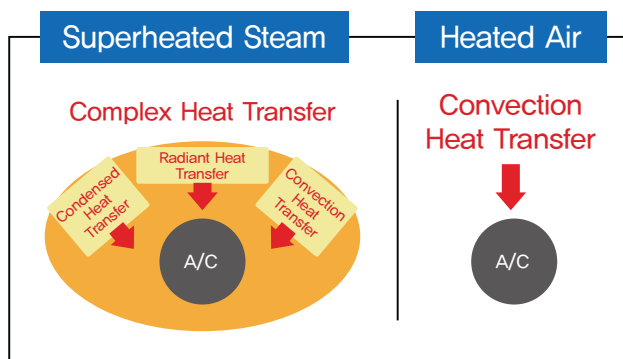 Superheated Steam
Heated Air
Complex Heat Transfer
Condensed
Heat
Transfer
Radiant Heat
Transfer
Convection
Heat
Transfer
A/C
Convection
Heat Transfer
A/C